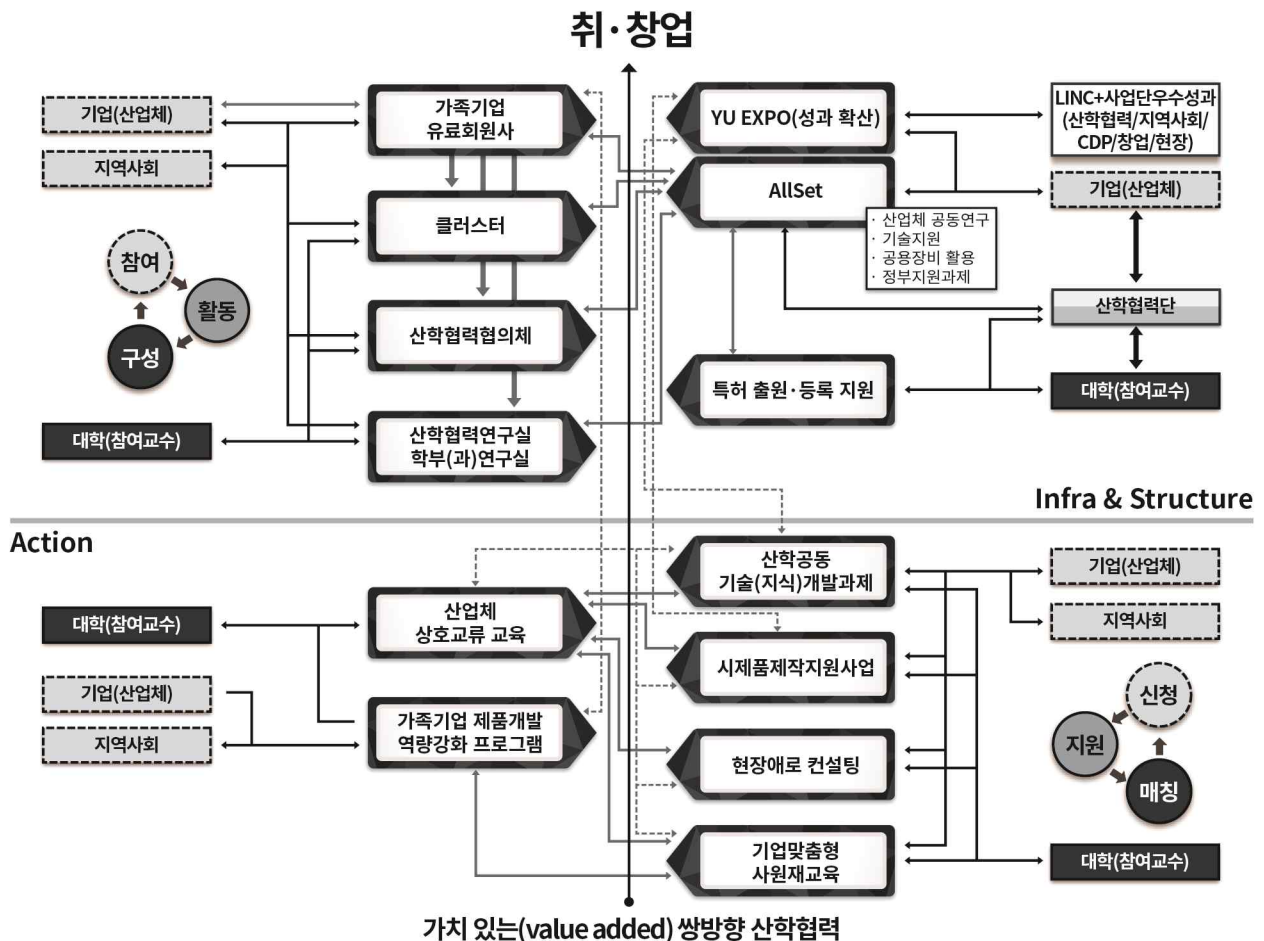 취·창업
기업(산업체)
지역사회
참여
활동
구성
대학(참여교수)
가족기업
유료회원사
클러스터
산학협력협의체
산학협력연구실
학부(과)연구실
YU EXPO(성과 확산)
AllSet
· 산업체 공동연구
· 기술지원
· 공용장비 활용
· 정부지원과제
특허 출원·등록 지원
LINC+사업단우수성과
(산학협력/지역사회/
CDP/창업/현장)
기업(산업체)
산학협력단
대학(참여교수)
Infra & Structure
Action
대학(참여교수)
기업(산업체)
지역사회
산업체
상호교류 교육
가족기업 제품개발
역량강화 프로그램
산학공동
기술(지식)개발과제
시제품제작지원사업
현장애로 컨설팅
기업맞춤형
사원재교육
기업(산업체)
지역사회
신청
지원
매칭
대학(참여교수)
가치 있는(value added) 쌍방향 산학협력